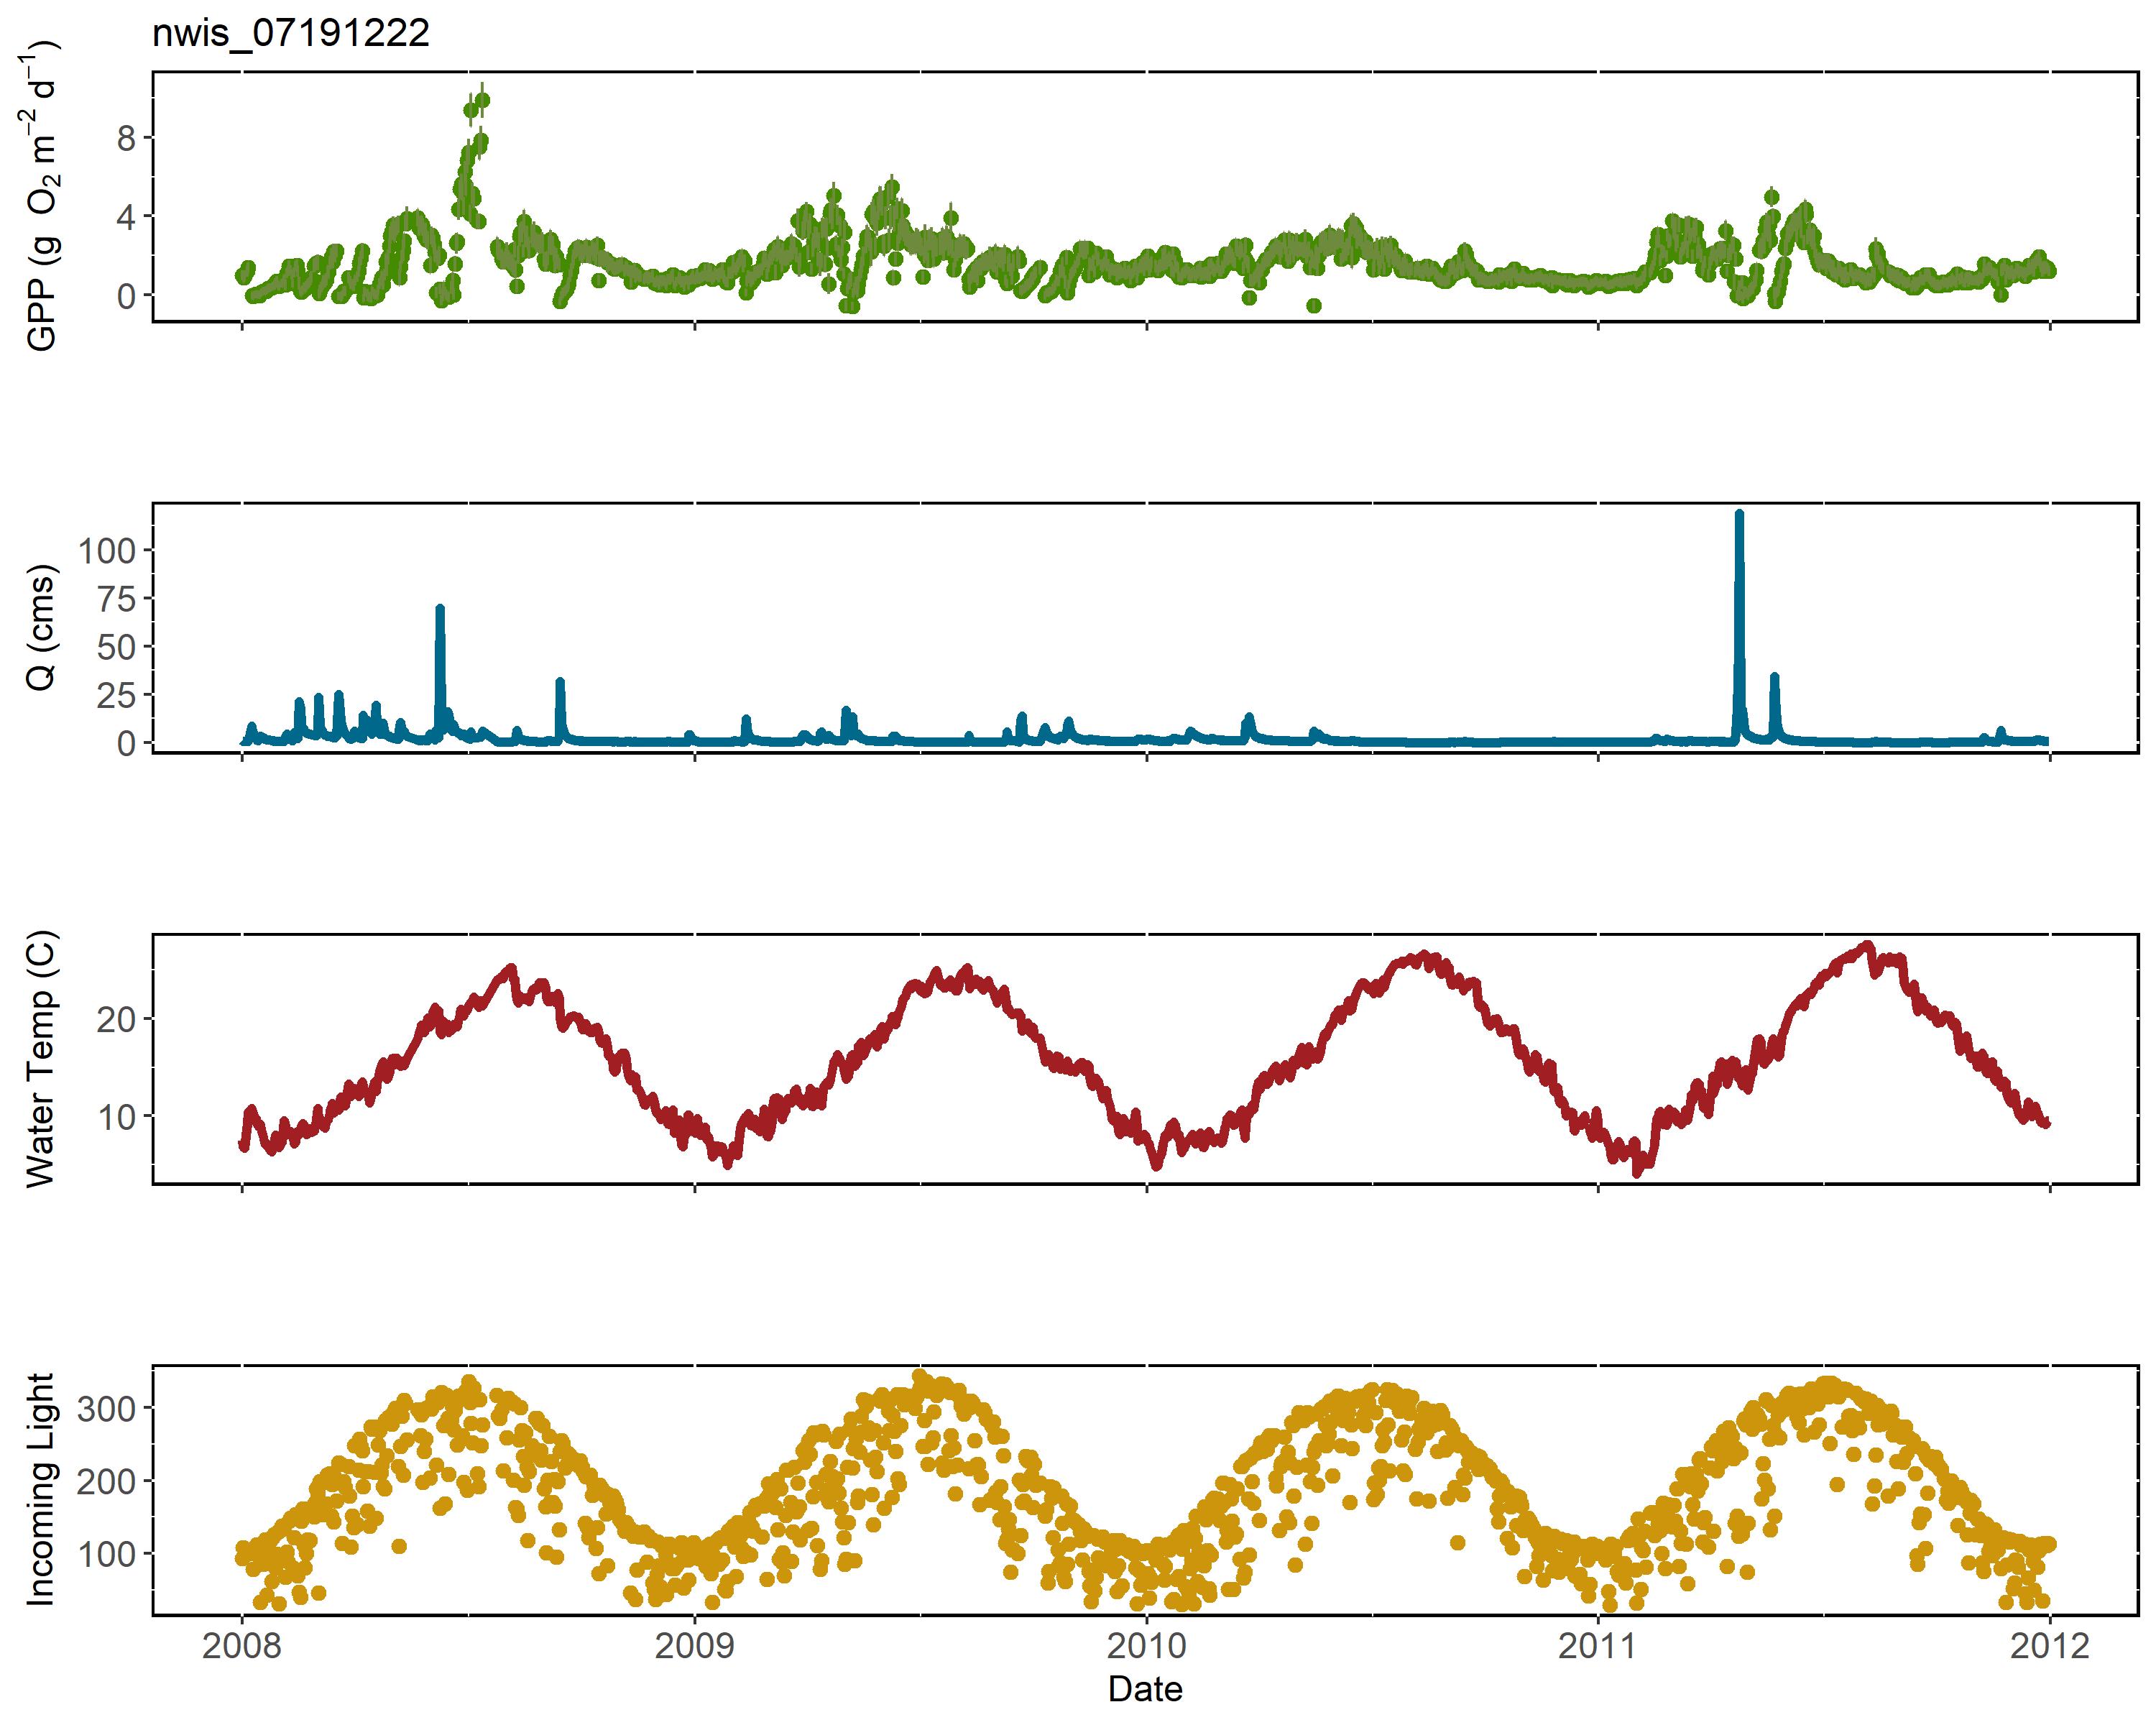 nwis_07191222
GPP (g O₂ m⁻² d⁻¹)
8
4
0
Q (cms)
100
75
50
25
0
Water Temp (C)
20
10
Incoming Light
300
200
100
2008 2009 2010 2011 2012
Date